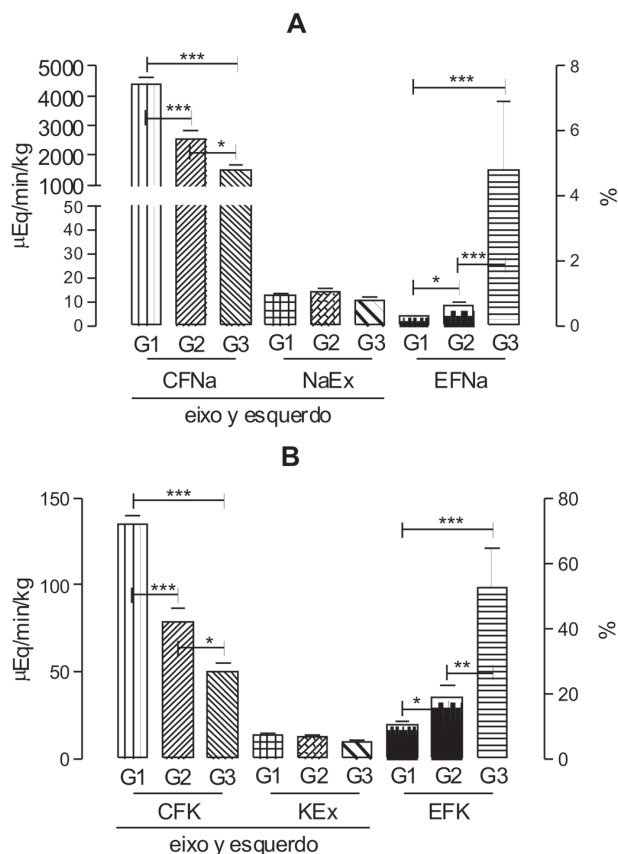 A
5000
4000
3000
2000
1000
50
40
30
20
10
0
µEq/min/kg
*** *** *
* *** ***
8
6
4
2
0
%
G1 G2 G3 G1 G2 G3 G1 G2 G3
CFNa NaEx EFNa
eixo y esquerdo
B
150
100
50
0
µEq/min/kg
*** *** *
* ** ***
80
60
40
20
0
%
G1 G2 G3 G1 G2 G3 G1 G2 G3
CFK KEx EFK
eixo y esquerdo